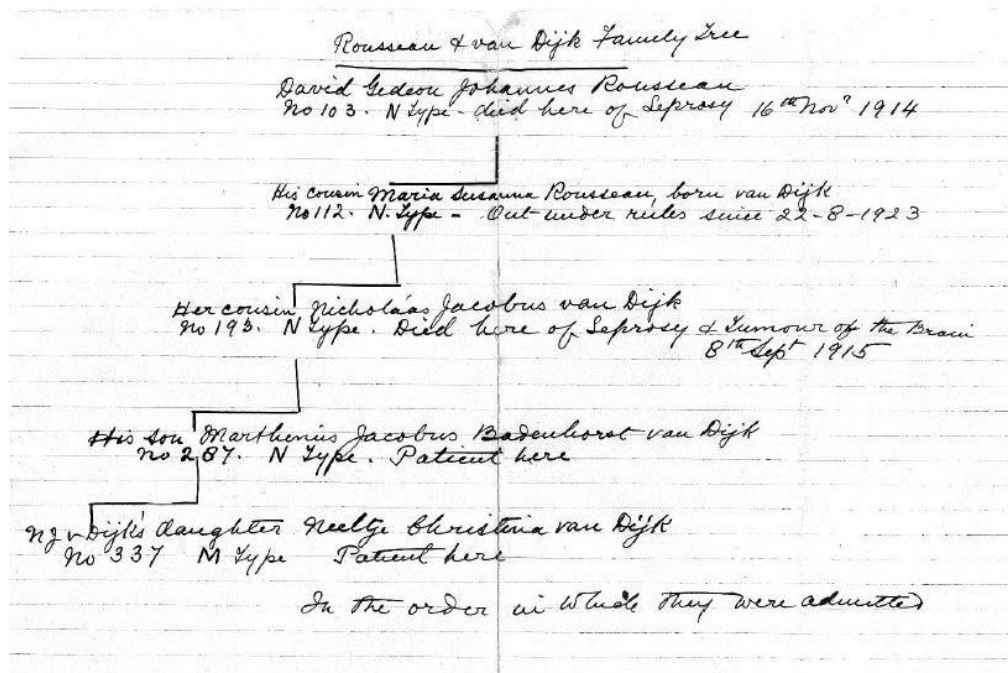 Rousseau & van Dijk Family Tree
David Gedeon Johannes Rousseau
No 103. N Type - died here of Leprosy 16th Novr 1914
His cousin Maria Susanna Rousseau, born van Dijk
No 112. N. Type - Out under rules since 22-8-1923
Her cousin Nicholáas Jacobus van Dijk
No 193. N Type. Died here of Leprosy & Tumour of the Brain
8th Sept 1915
His son Marthinus Jacobus Badenhorst van Dijk
No 287. N Type. Patient here
N J v Dijk's daughter Neeltje Christina van Dijk
No 337 M Type Patient here
In the order in which they were admitted